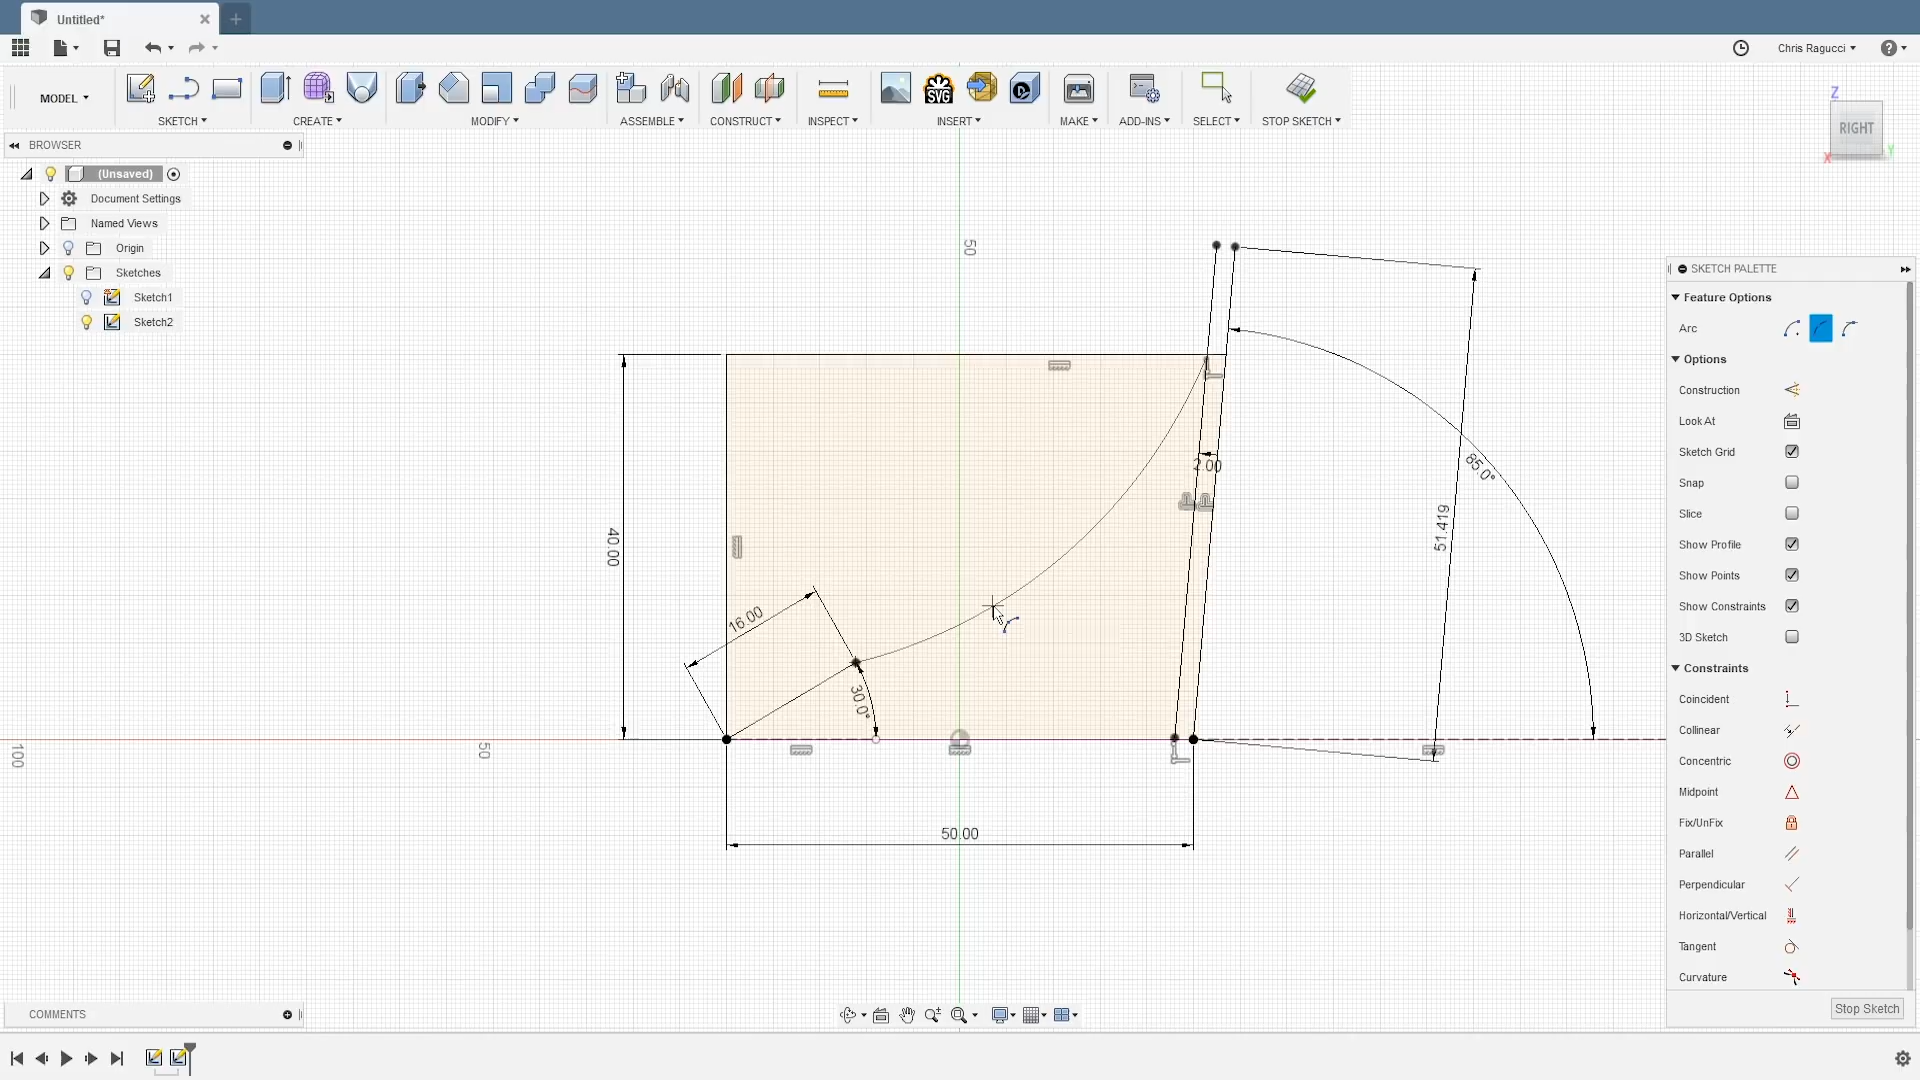 Untitled*
Chris Ragucci
MODEL
SKETCH
CREATE
MODIFY
ASSEMBLE
CONSTRUCT
INSPECT
SVG
INSERT
MAKE
ADD-INS
SELECT
STOP SKETCH
Z
RIGHT
X
Y
BROWSER
(Unsaved)
Document Settings
Named Views
Origin
Sketches
Sketch1
Sketch2
50
40.00
16.00
30.0°
2.00
51.419
85.0°
100
50
50.00
SKETCH PALETTE
Feature Options
Arc
Options
Construction
Look At
Sketch Grid
Snap
Slice
Show Profile
Show Points
Show Constraints
3D Sketch
Constraints
Coincident
Collinear
Concentric
Midpoint
Fix/UnFix
Parallel
Perpendicular
Horizontal/Vertical
Tangent
Curvature
Stop Sketch
COMMENTS